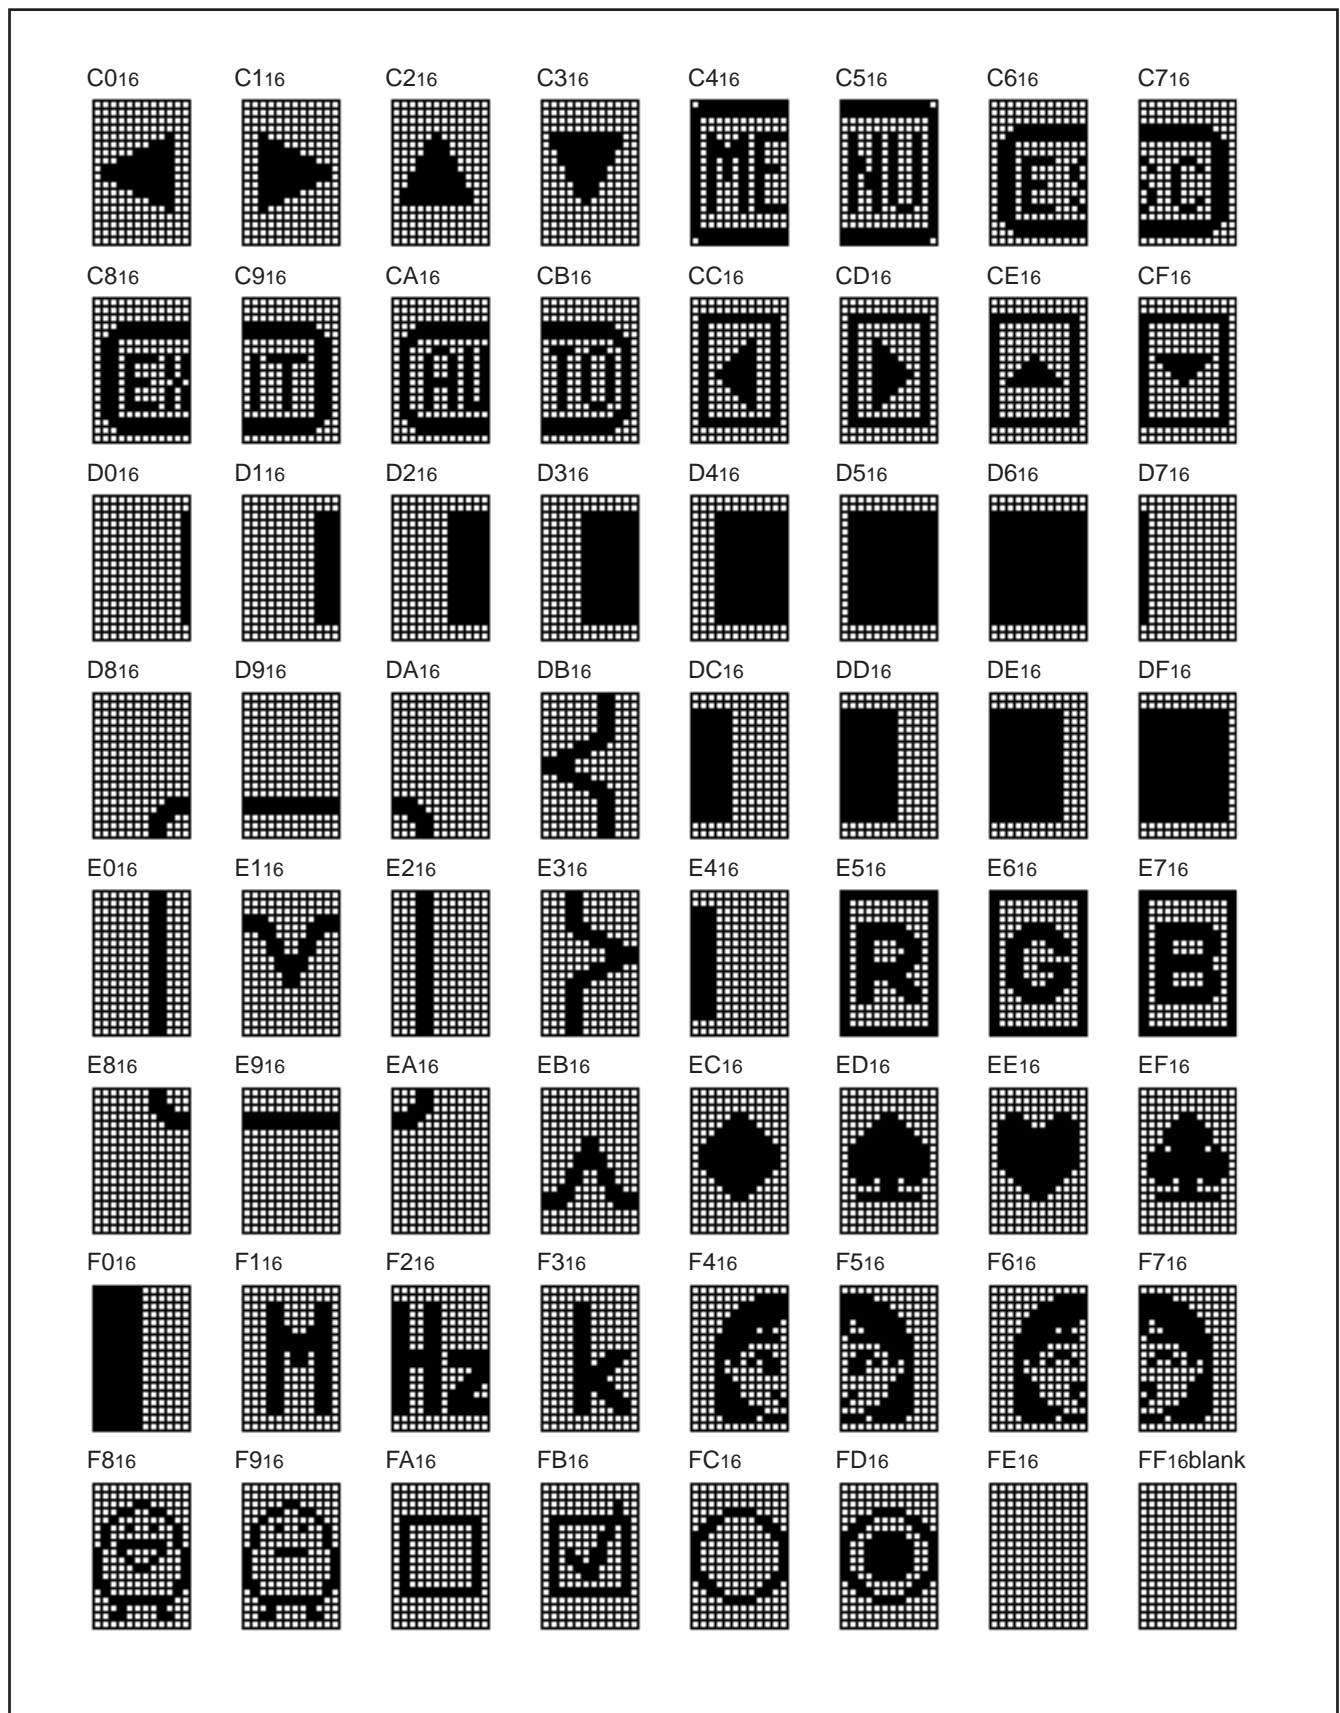 C016 C116 C216 C316 C416 C516 C616 C716
ME NU ES SC
C816 C916 CA16 CB16 CC16 CD16 CE16 CF16
EX IT AU TO
D016 D116 D216 D316 D416 D516 D616 D716
D816 D916 DA16 DB16 DC16 DD16 DE16 DF16
E016 E116 E216 E316 E416 E516 E616 E716
R G B
E816 E916 EA16 EB16 EC16 ED16 EE16 EF16
F016 F116 F216 F316 F416 F516 F616 F716
M Hz k
F816 F916 FA16 FB16 FC16 FD16 FE16 FF16blank